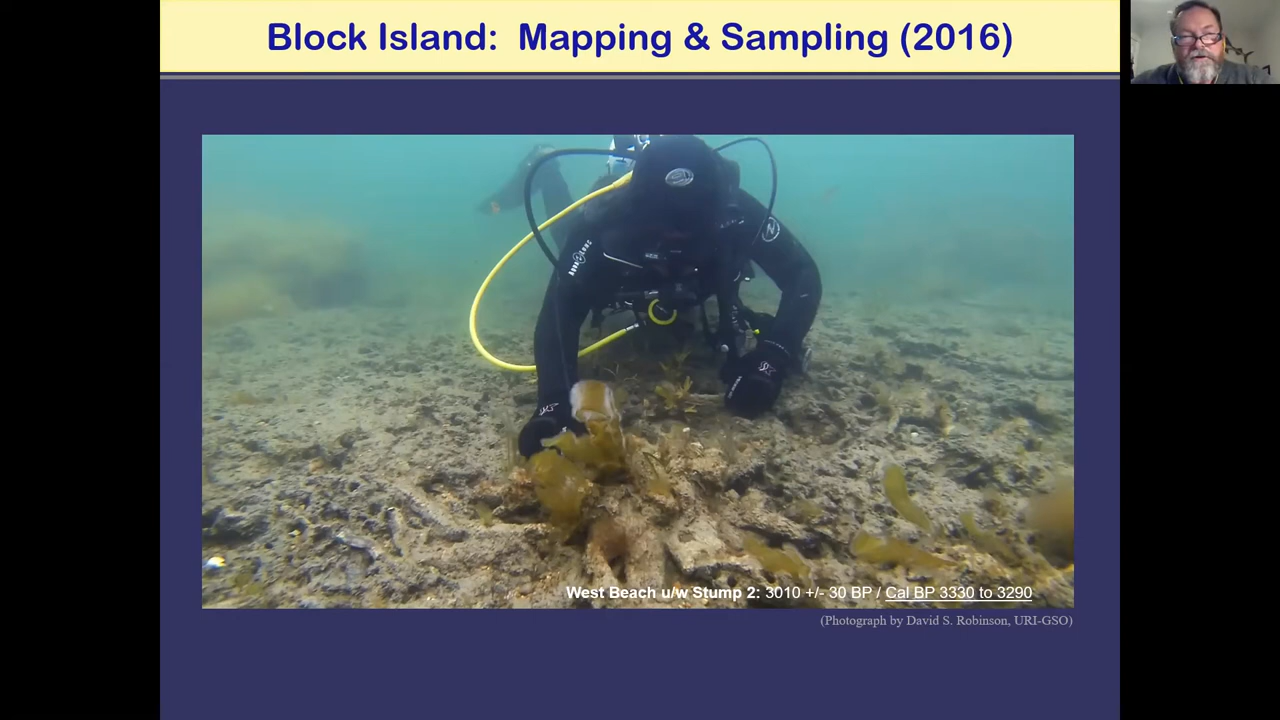 Block Island:  Mapping & Sampling (2016)
West Beach u/w Stump 2: 3010 +/- 30 BP / Cal BP 3330 to 3290
(Photograph by David S. Robinson, URI-GSO)